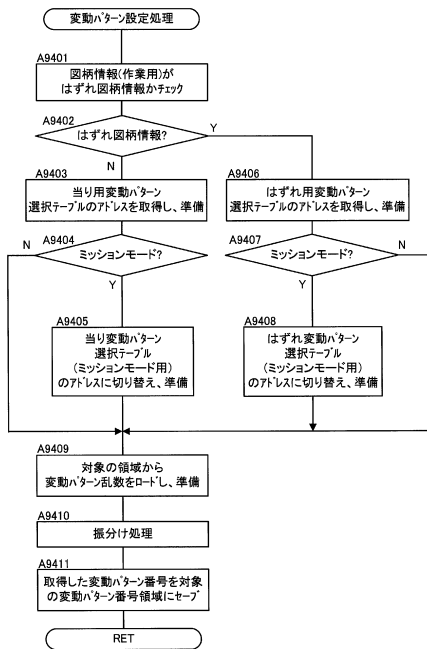 変動ﾊﾟﾀｰﾝ設定処理
A9401
図柄情報(作業用)が
はずれ図柄情報かﾁｪｯｸ
A9402
はずれ図柄情報?
Y
N
A9403
当り用変動ﾊﾟﾀｰﾝ
選択ﾃｰﾌﾞﾙのｱﾄﾞﾚｽを取得し、準備
A9406
はずれ用変動ﾊﾟﾀｰﾝ
選択ﾃｰﾌﾞﾙのｱﾄﾞﾚｽを取得し、準備
N
A9404
ﾐｯｼｮﾝﾓｰﾄﾞ?
Y
A9407
ﾐｯｼｮﾝﾓｰﾄﾞ?
N
Y
A9405
当り変動ﾊﾟﾀｰﾝ
選択ﾃｰﾌﾞﾙ
(ﾐｯｼｮﾝﾓｰﾄﾞ用)
のｱﾄﾞﾚｽに切り替え、準備
A9408
はずれ変動ﾊﾟﾀｰﾝ
選択ﾃｰﾌﾞﾙ
(ﾐｯｼｮﾝﾓｰﾄﾞ用)
のｱﾄﾞﾚｽに切り替え、準備
A9409
対象の領域から
変動ﾊﾟﾀｰﾝ乱数をﾛｰﾄﾞし、準備
A9410
振分け処理
A9411
取得した変動ﾊﾟﾀｰﾝ番号を対象
の変動ﾊﾟﾀｰﾝ番号領域にｾｰﾌﾞ
RET